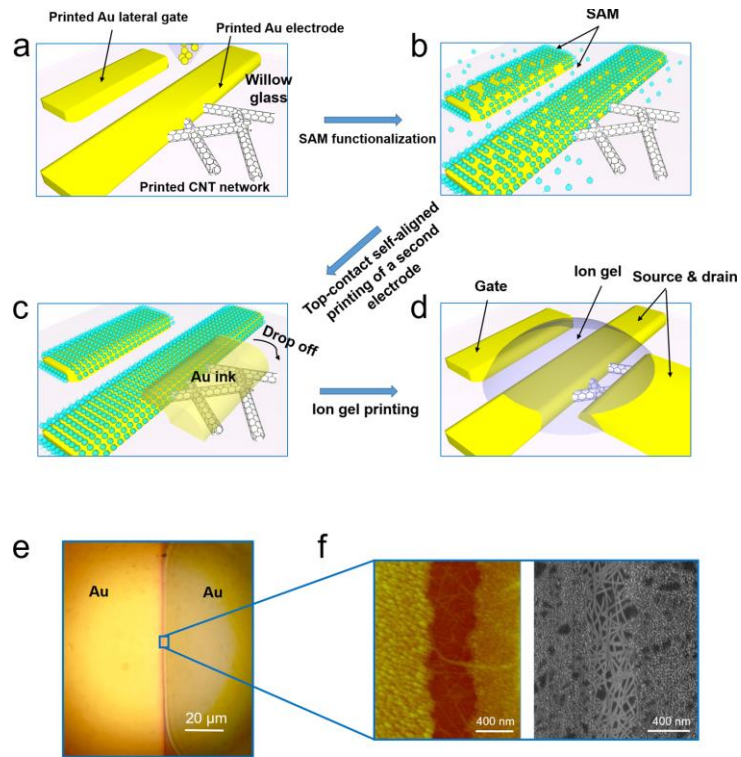 Printed Au lateral gate
Printed Au electrode
a
Willow
glass
Printed CNT network
SAM functionalization
SAM
b
Top-contact self-aligned
printing of a second
electrode
c
Drop off
Au ink
Ion gel printing
d
Gate
Ion gel
Source & drain
e
Au
Au
20 µm
f
400 nm
400 nm